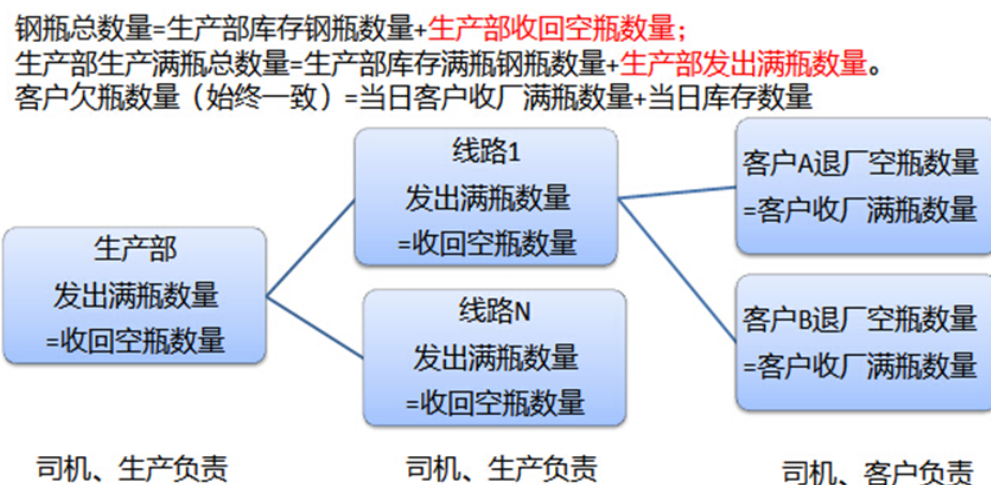 钢瓶总数量=生产部库存钢瓶数量+生产部收回空瓶数量；
生产部生产满瓶总数量=生产部库存满瓶钢瓶数量+生产部发出满瓶数量。
客户欠瓶数量（始终一致）=当日客户收厂满瓶数量+当日库存数量
生产部
发出满瓶数量
=收回空瓶数量
线路1
发出满瓶数量
=收回空瓶数量
线路N
发出满瓶数量
=收回空瓶数量
客户A退厂空瓶数量
=客户收厂满瓶数量
客户B退厂空瓶数量
=客户收厂满瓶数量
司机、生产负责
司机、生产负责
司机、客户负责